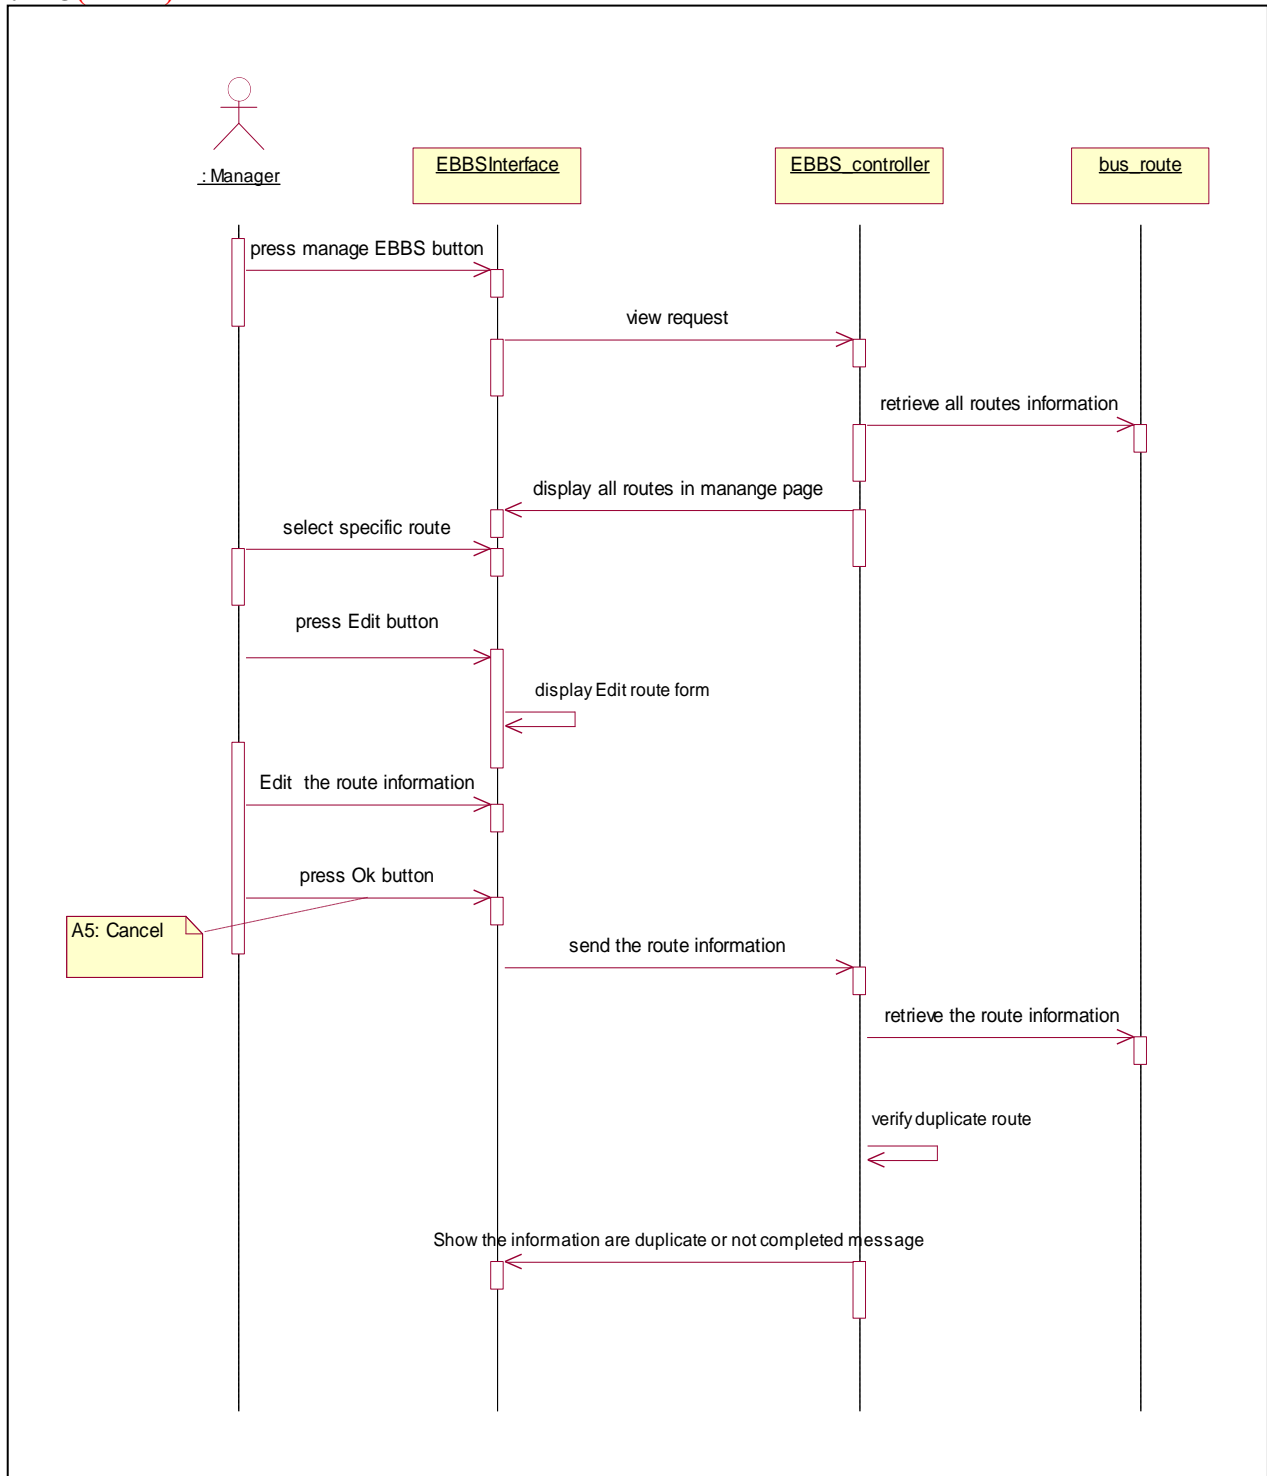 : Manager
EBBSInterface
EBBS_controller
bus_route
press manage EBBS button
view request
retrieve all routes information
display all routes in manange page
select specific route
press Edit button
display Edit route form
Edit the route information
press Ok button
A5: Cancel
send the route information
retrieve the route information
verify duplicate route
Show the information are duplicate or not completed message